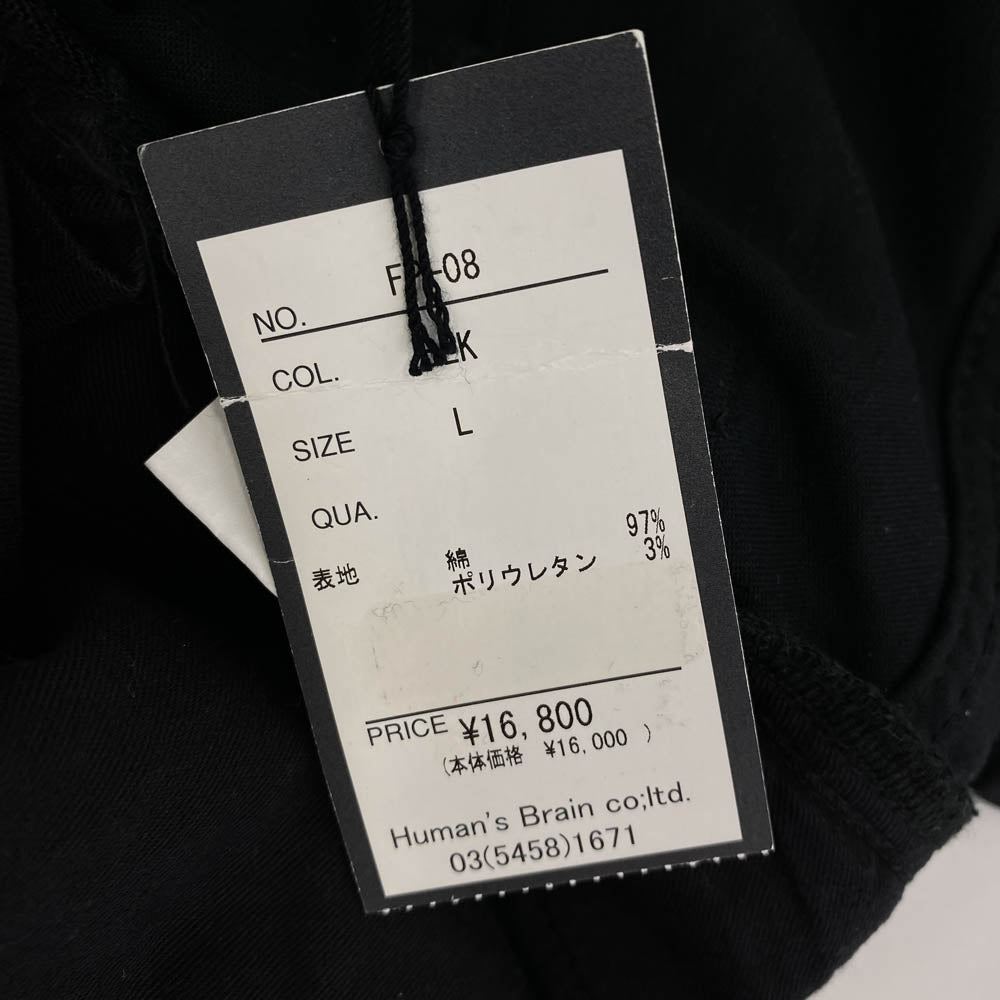 NO. -08
COL.
SIZE L
QUA.
表地 綿 97%
ポリウレタン 3%
PRICE ¥16,800
(本体価格 ¥16,000 )
Human's Brain co;ltd.
03(5458)1671